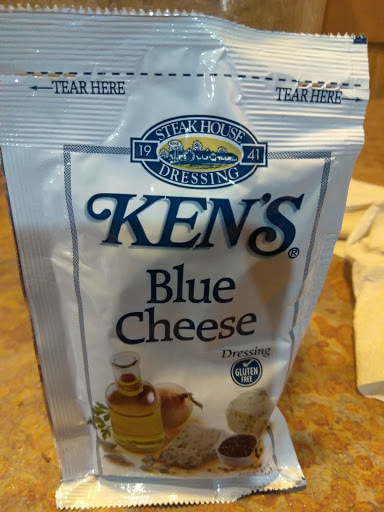 TEAR HERE
TEAR HERE
STEAK HOUSE
19 41
DRESSING
KEN'S®
Blue
Cheese
Dressing
GLUTEN
FREE